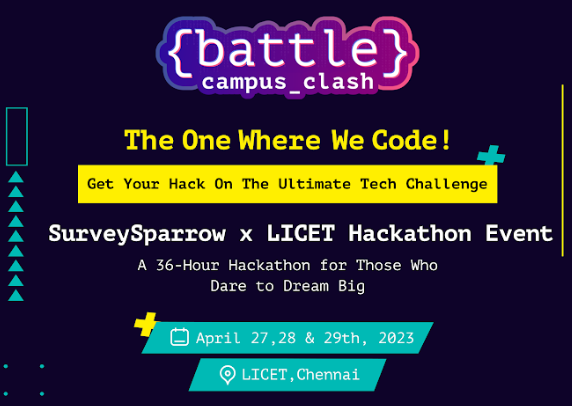 {battle}
campus_clash
The One Where We Code!
Get Your Hack On The Ultimate Tech Challenge
SurveySparrow x LICET Hackathon Event
A 36-Hour Hackathon for Those Who
Dare to Dream Big
April 27,28 & 29th, 2023
LICET,Chennai